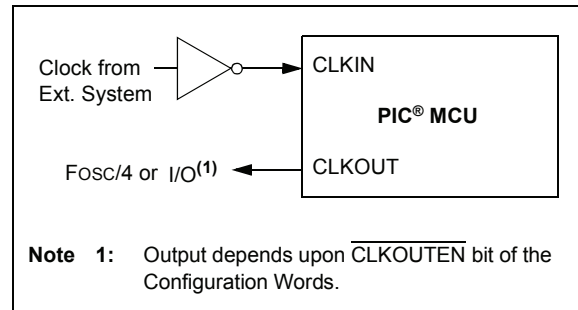 Clock from
Ext. System
CLKIN
PIC® MCU
FOSC/4 or I/O(1)
CLKOUT
Note 1: Output depends upon CLKOUTEN bit of the
Configuration Words.